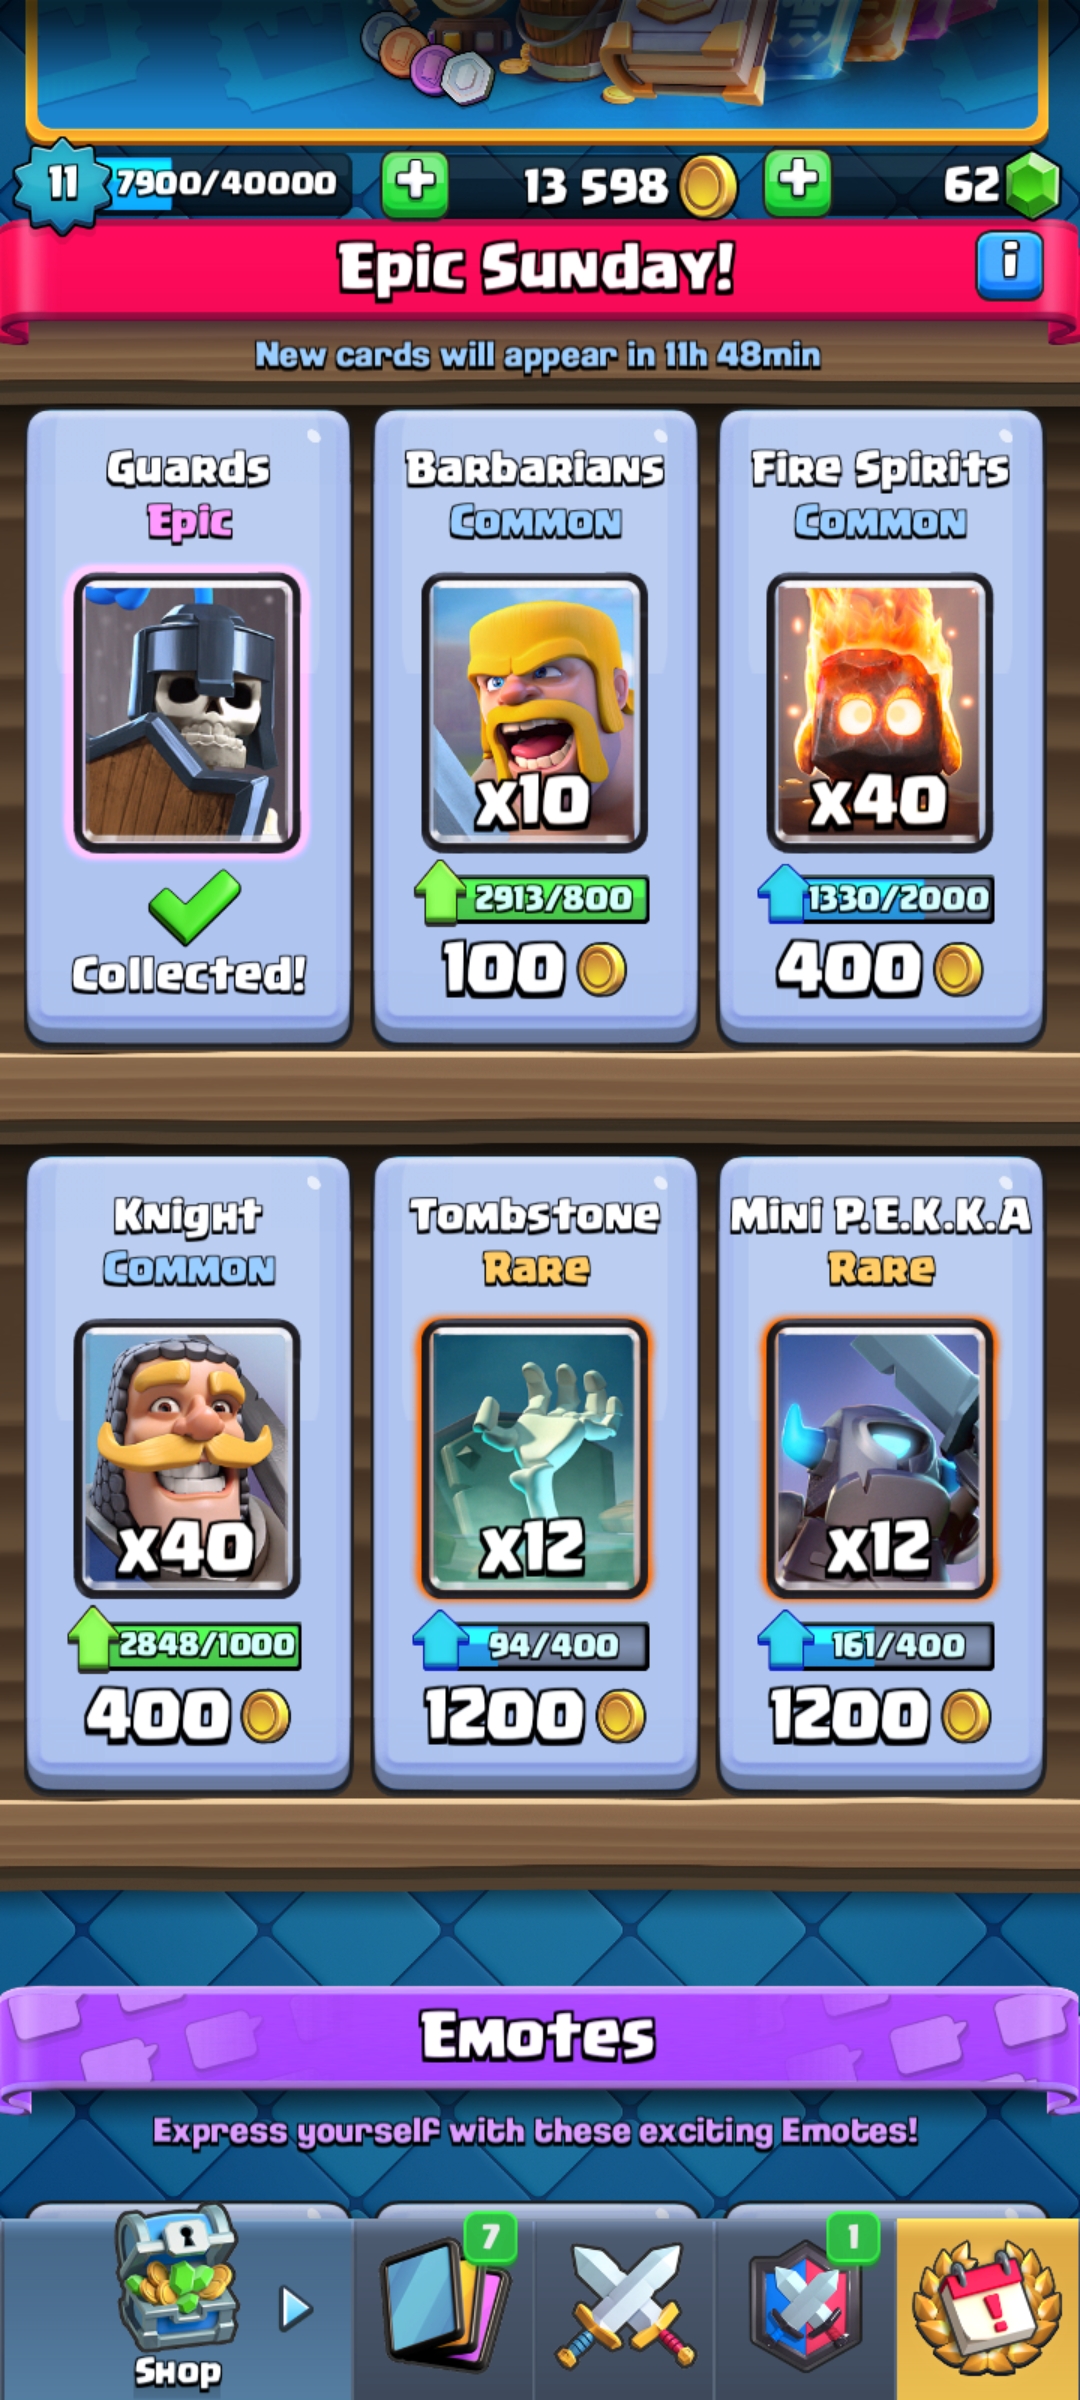 11 7900/40000 13 598 62
Epic Sunday!
New cards will appear in 11h 48min
Guards
Epic
Collected!
Barbarians
Common
x10
2913/800
100
Fire Spirits
Common
x40
1330/2000
400
Knight
Common
x40
2848/1000
400
Tombstone
Rare
x12
94/400
1200
Mini P.E.K.K.A
Rare
x12
161/400
1200
Emotes
Express yourself with these exciting Emotes!
7
1
Shop